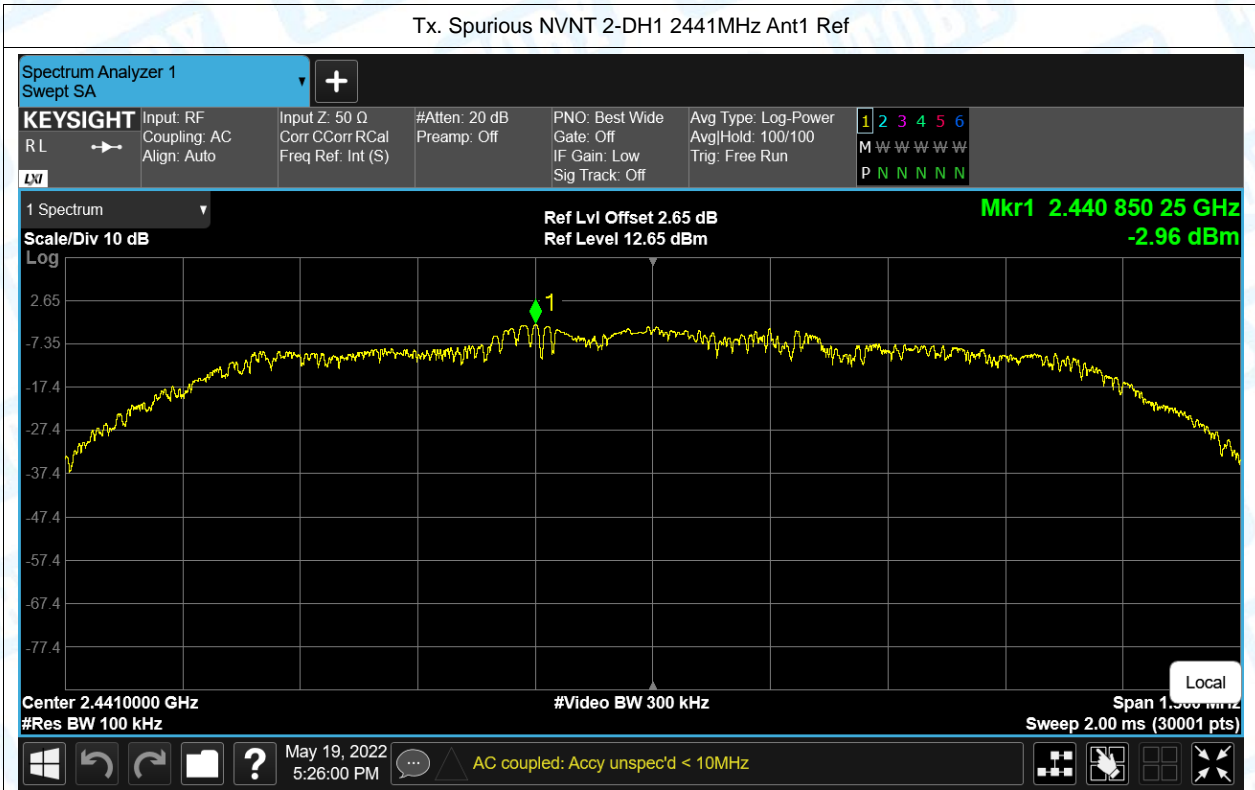 Tx. Spurious NVNT 2-DH1 2441MHz Ant1 Ref
Spectrum Analyzer 1
Swept SA
KEYSIGHT
RL
LXI
Input: RF
Coupling: AC
Align: Auto
Input Z: 50 Ω
Corr CCorr RCal
Freq Ref: Int (S)
#Atten: 20 dB
Preamp: Off
PNO: Best Wide
Gate: Off
IF Gain: Low
Sig Track: Off
Avg Type: Log-Power
Avg|Hold: 100/100
Trig: Free Run
1 2 3 4 5 6
M W W W W W
P N N N N N
1 Spectrum
Scale/Div 10 dB
Log
Ref Lvl Offset 2.65 dB
Ref Level 12.65 dBm
Mkr1 2.440 850 25 GHz
-2.96 dBm
1
2.65
-7.35
-17.4
-27.4
-37.4
-47.4
-57.4
-67.4
-77.4
Local
Center 2.4410000 GHz
#Video BW 300 kHz
Span
#Res BW 100 kHz
Sweep 2.00 ms (30001 pts)
?
May 19, 2022
5:26:00 PM
AC coupled: Accy unspec'd < 10MHz